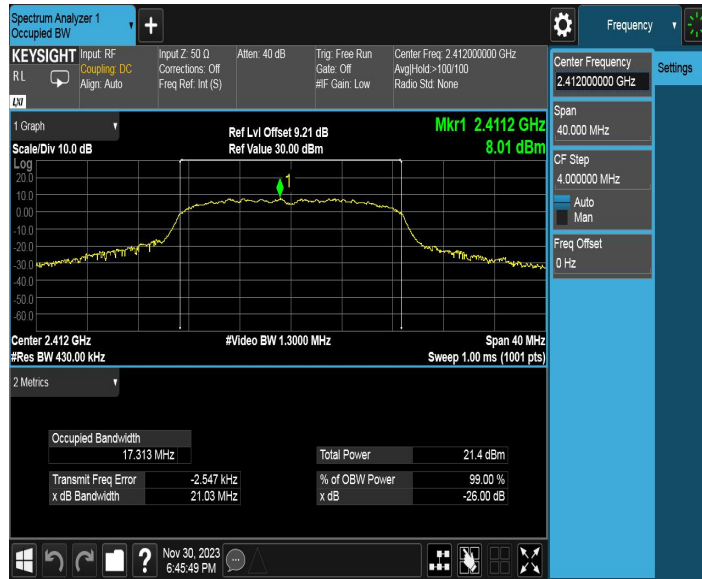 Spectrum Analyzer 1
Occupied BW
+
Frequency
KEYSIGHT
RL
LXI
Input: RF
Coupling: DC
Align: Auto
Input Z: 50 Ω
Corrections: Off
Freq Ref: Int (S)
Atten: 40 dB
Trig: Free Run
Gate: Off
#IF Gain: Low
Center Freq: 2.412000000 GHz
Avg|Hold:>100/100
Radio Std: None
Center Frequency
2.412000000 GHz
Settings
Span
40.000 MHz
CF Step
4.000000 MHz
Auto
Man
Freq Offset
0 Hz
1 Graph
Scale/Div 10.0 dB
Ref Lvl Offset 9.21 dB
Ref Value 30.00 dBm
Mkr1 2.4112 GHz
8.01 dBm
Log
20.0
10.0
0.00
-10.0
-20.0
-30.0
-40.0
-50.0
-60.0
1
Center 2.412 GHz
#Res BW 430.00 kHz
#Video BW 1.3000 MHz
Span 40 MHz
Sweep 1.00 ms (1001 pts)
2 Metrics
Occupied Bandwidth
17.313 MHz
Total Power 21.4 dBm
Transmit Freq Error -2.547 kHz
% of OBW Power 99.00 %
x dB Bandwidth 21.03 MHz
x dB -26.00 dB
?
Nov 30, 2023
6:45:49 PM